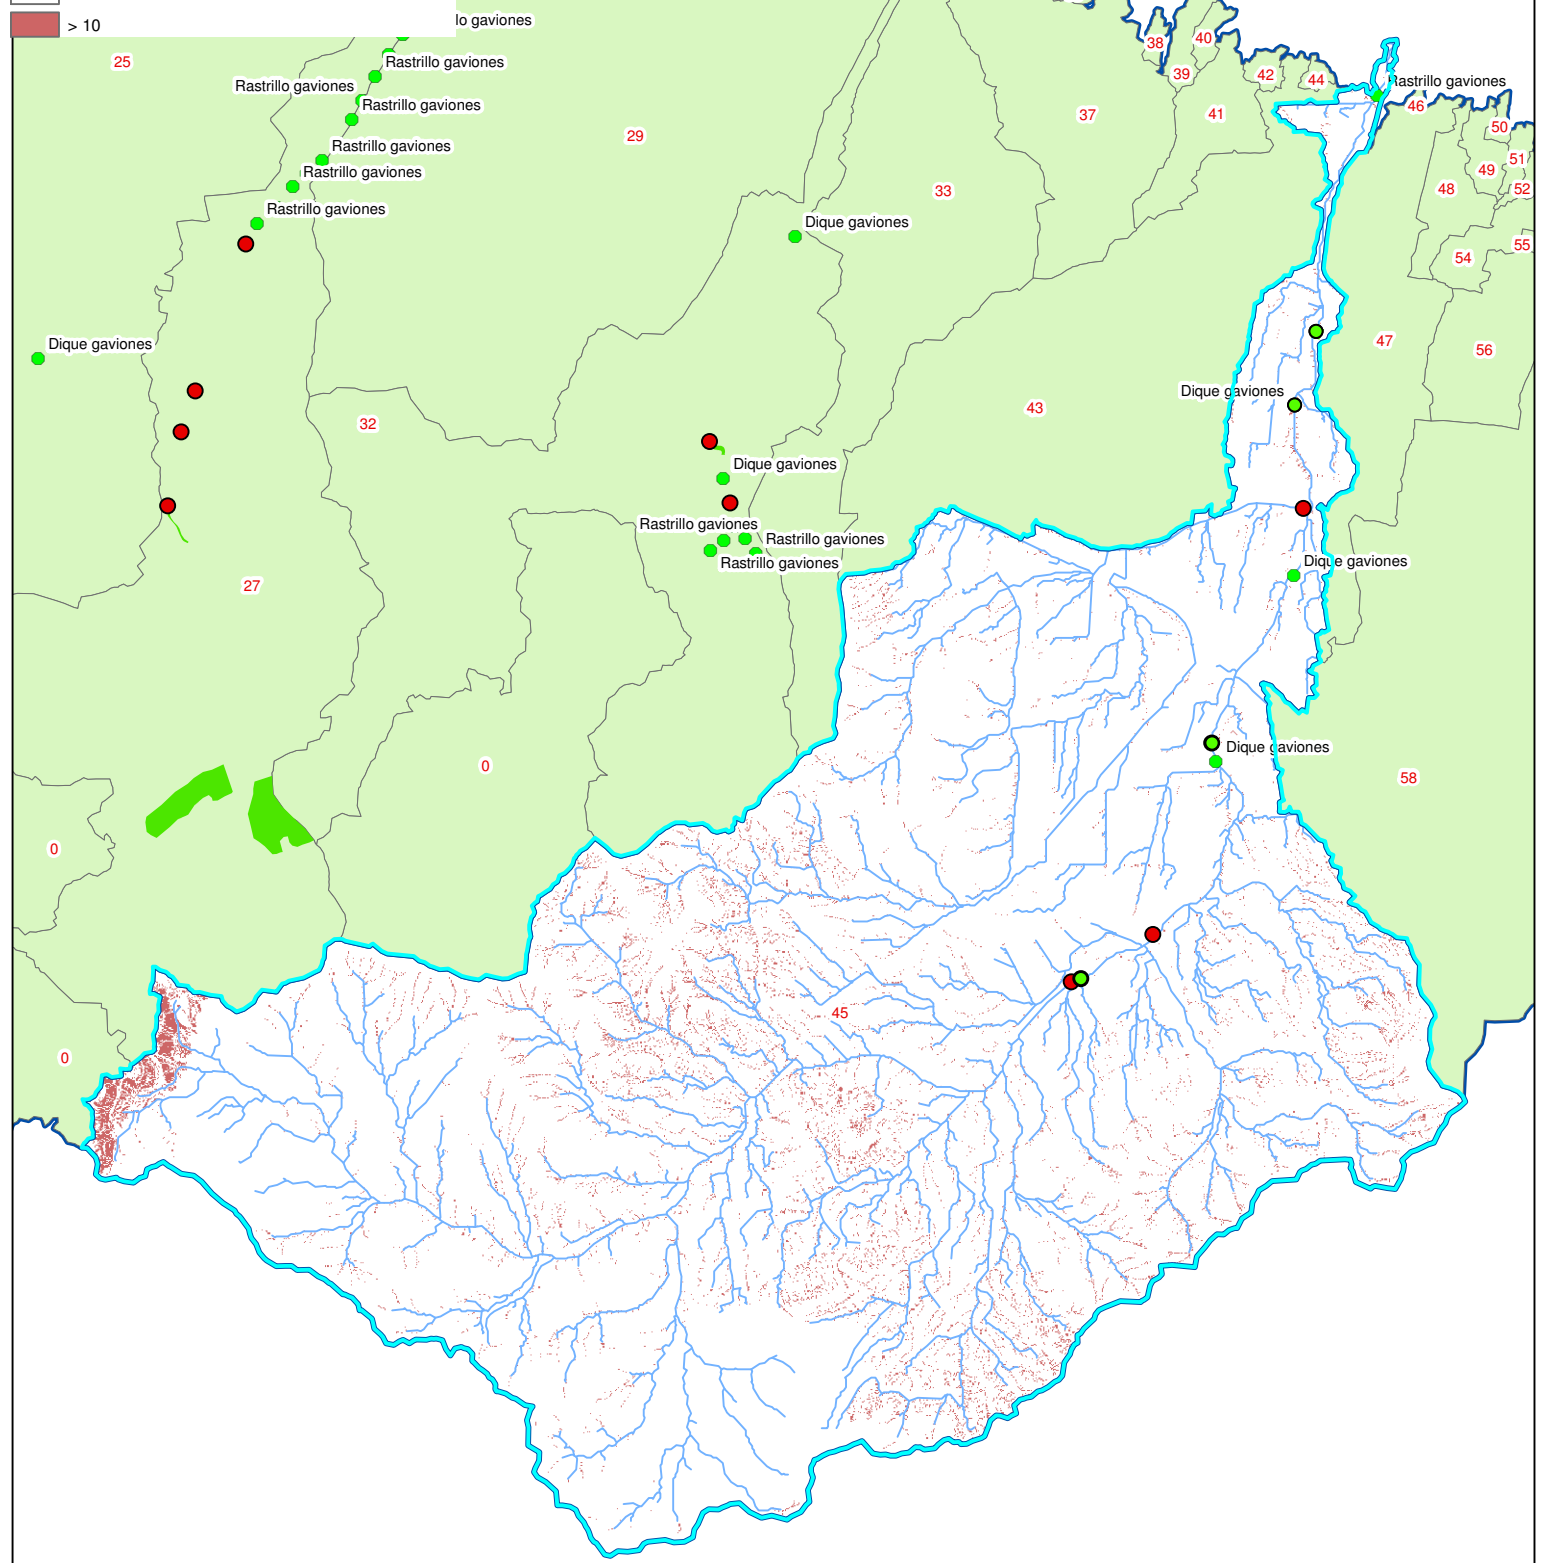 > 10
lo gaviones
25
38
40
Rastrillo gaviones
39
42
44
Rastrillo gaviones
Rastrillo gaviones
Rastrillo gaviones
46
37
41
50
29
Rastrillo gaviones
51
Rastrillo gaviones
49
33
48
52
Rastrillo gaviones
Dique gaviones
55
54
Dique gaviones
47
56
Dique gaviones
43
32
Dique gaviones
Rastrillo gaviones
Rastrillo gaviones
Rastrillo gaviones
Dique gaviones
27
Dique gaviones
0
58
0
45
0